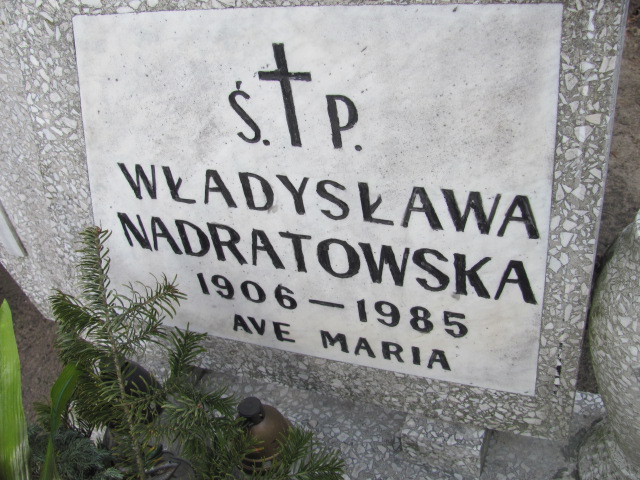 Ś. P.
WŁADYSŁAWA
NADRATOWSKA
1906-1985
AVE MARIA